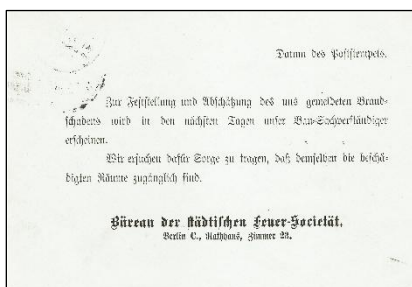 Datum des Poststempels.
Zur Feststellung und Abschätzung des uns gemeldeten Brand-
schadens wird in den nächsten Tagen unser Bau-Sachverständiger
erscheinen.
Wir ersuchen dafür Sorge zu tragen, daß demselben die beschä-
digten Räume zugänglich sind.
Büreau der städtischen Feuer-Societät.
Berlin C., Rathhaus, Zimmer 23.